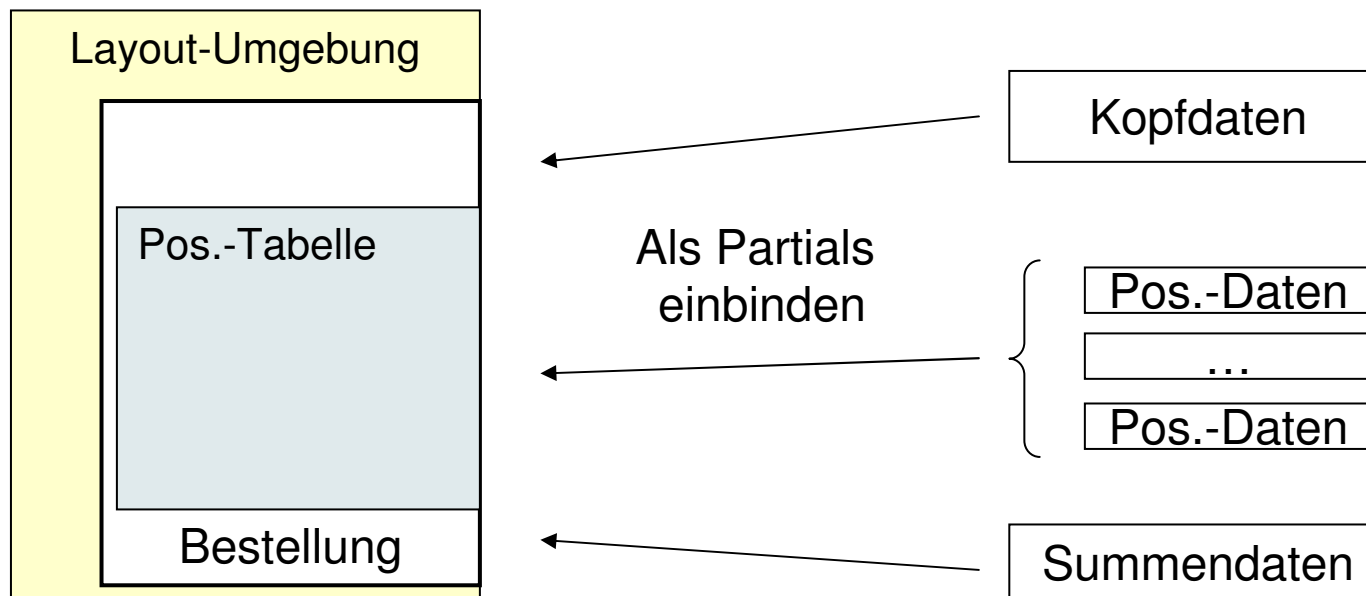 Layout-Umgebung
Kopfdaten
Pos.-Tabelle
Als Partials
einbinden
Pos.-Daten
...
Pos.-Daten
Bestellung
Summendaten